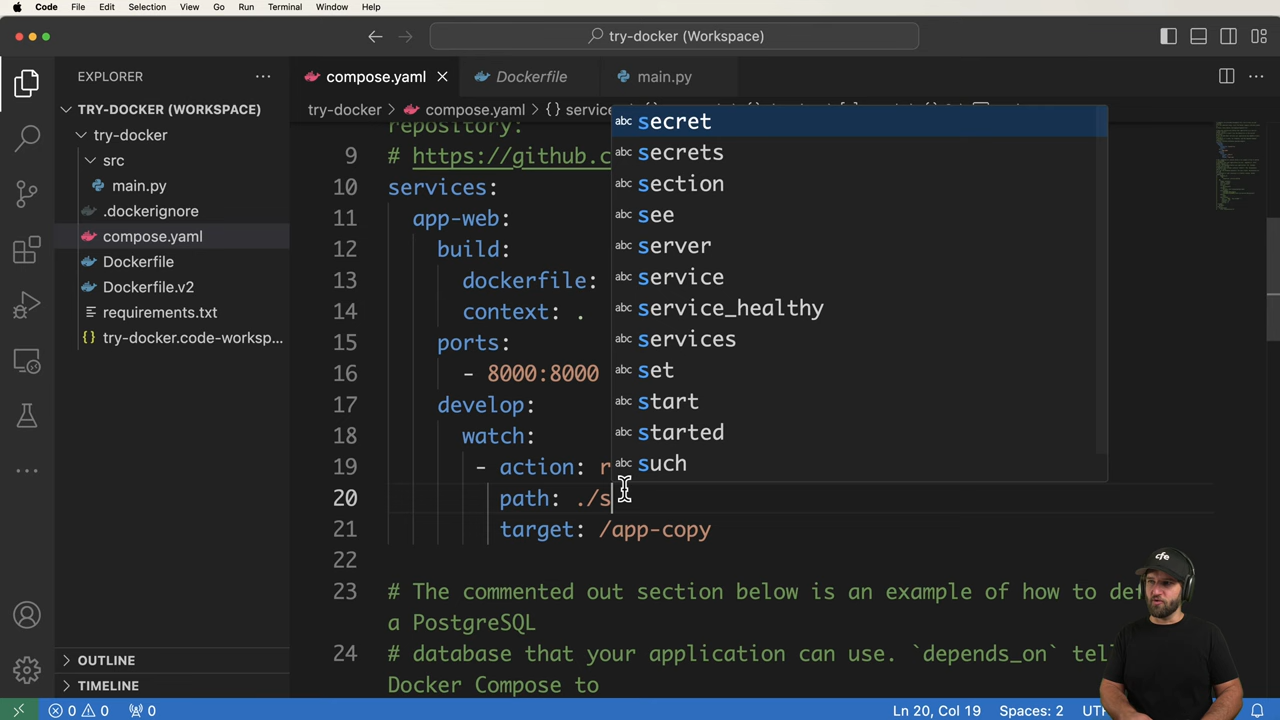 Code File Edit Selection View Go Run Terminal Window Help
try-docker (Workspace)
EXPLORER
compose.yaml
Dockerfile
main.py
TRY-DOCKER (WORKSPACE)
try-docker
src
main.py
.dockerignore
compose.yaml
Dockerfile
Dockerfile.v2
requirements.txt
try-docker.code-worksp...
OUTLINE
TIMELINE
try-docker > compose.yaml > {}
repository:
9 # https://github.c
10 services:
11 app-web:
12 build:
13 dockerfile:
14 context: .
15 ports:
16 - 8000:8000
17 develop:
18 watch:
19 - action: r
20 path: ./s
21 target: /app-copy
22
23 # The commented out section below is an example of how to
a PostgreSQL
24 # database that your application can use. `depends_on`
Docker Compose to
abc secret
abc secrets
abc section
abc see
abc server
abc service
abc service_healthy
abc services
abc set
abc start
abc started
abc such
cfe
0 0 0
Ln 20, Col 19 Spaces: 2